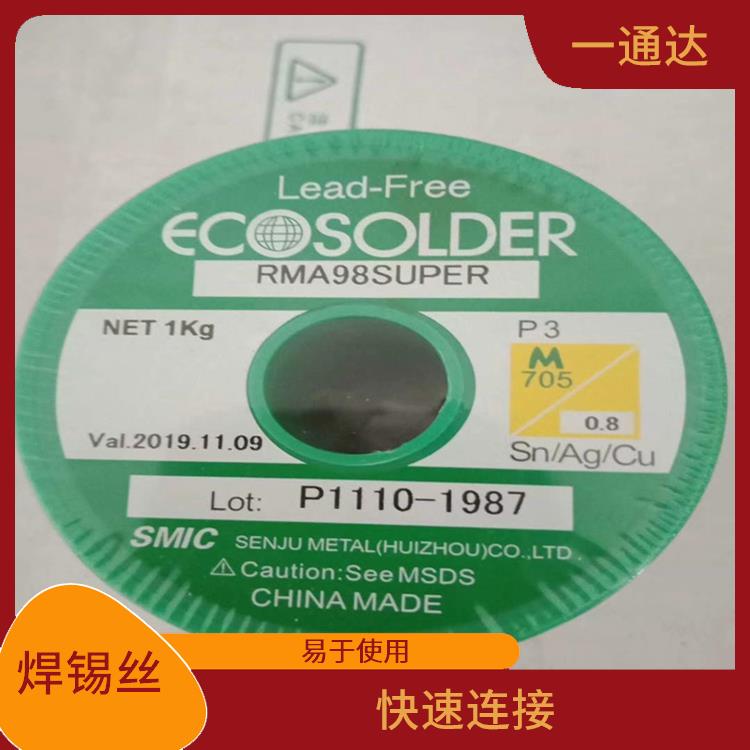 一通达
Lead-Free
ECOSOLDER
RMA98SUPER
NET 1Kg
P3
M
705
0.8
Val.2019.11.09
Sn/Ag/Cu
Lot: P1110-1987
SMIC SENJU METAL(HUIZHOU)CO.,LTD.
⚠Caution:See MSDS
CHINA MADE
易于使用
焊锡丝
快速连接